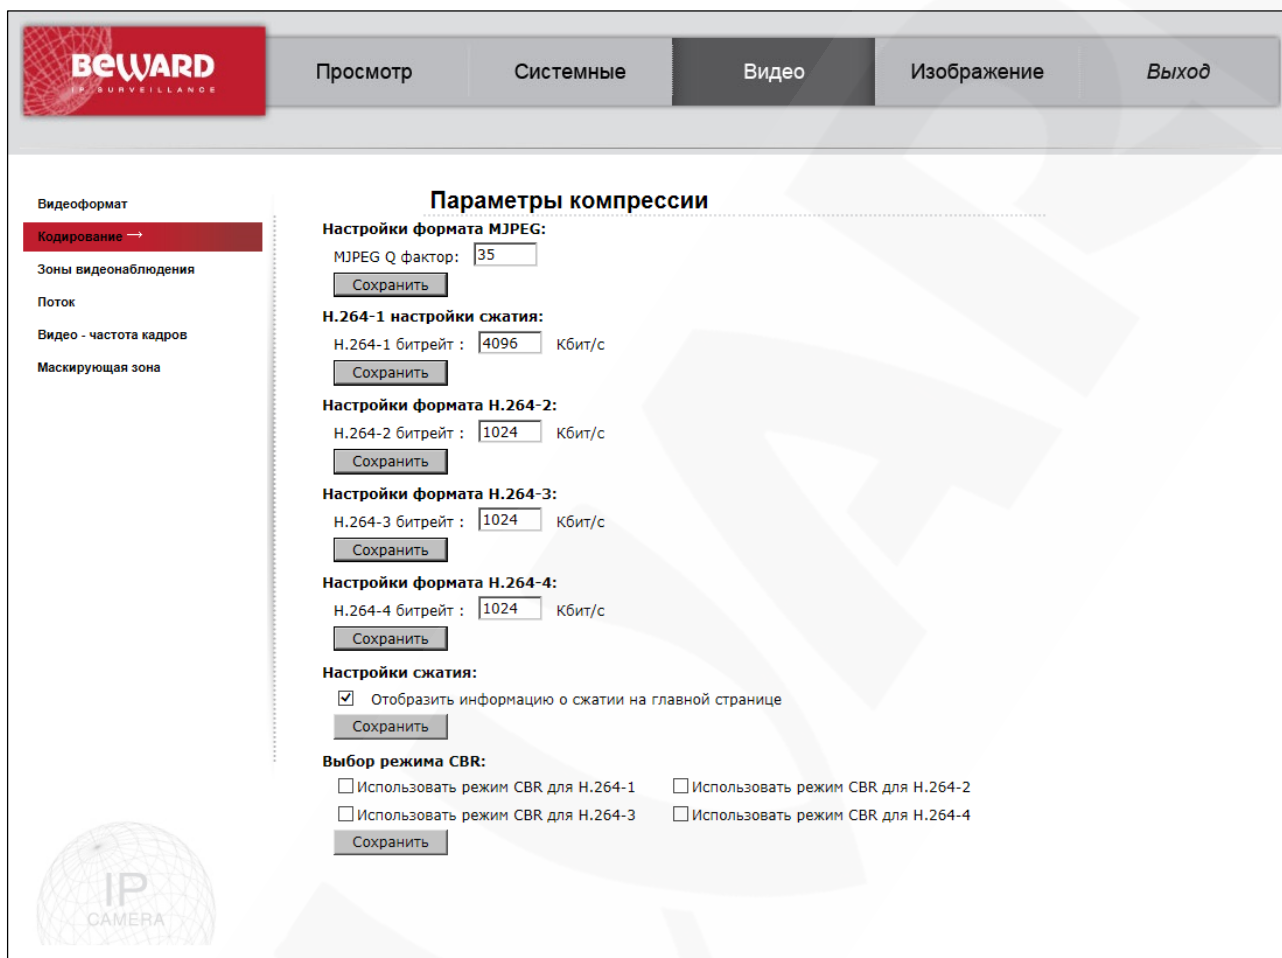 BEWARD
IP SURVEILLANCE
Просмотр
Системные
Видео
Изображение
Выход
Видеоформат
Кодирование →
Зоны видеонаблюдения
Поток
Видео - частота кадров
Маскирующая зона
Параметры компрессии
Настройки формата MJPEG:
MJPEG Q фактор: 35
Сохранить
H.264-1 настройки сжатия:
H.264-1 битрейт : 4096 Кбит/с
Сохранить
Настройки формата H.264-2:
H.264-2 битрейт : 1024 Кбит/с
Сохранить
Настройки формата H.264-3:
H.264-3 битрейт : 1024 Кбит/с
Сохранить
Настройки формата H.264-4:
H.264-4 битрейт : 1024 Кбит/с
Сохранить
Настройки сжатия:
Отобразить информацию о сжатии на главной странице
Сохранить
Выбор режима CBR:
Использовать режим CBR для H.264-1 Использовать режим CBR для H.264-2
Использовать режим CBR для H.264-3 Использовать режим CBR для H.264-4
Сохранить
IP
CAMERA